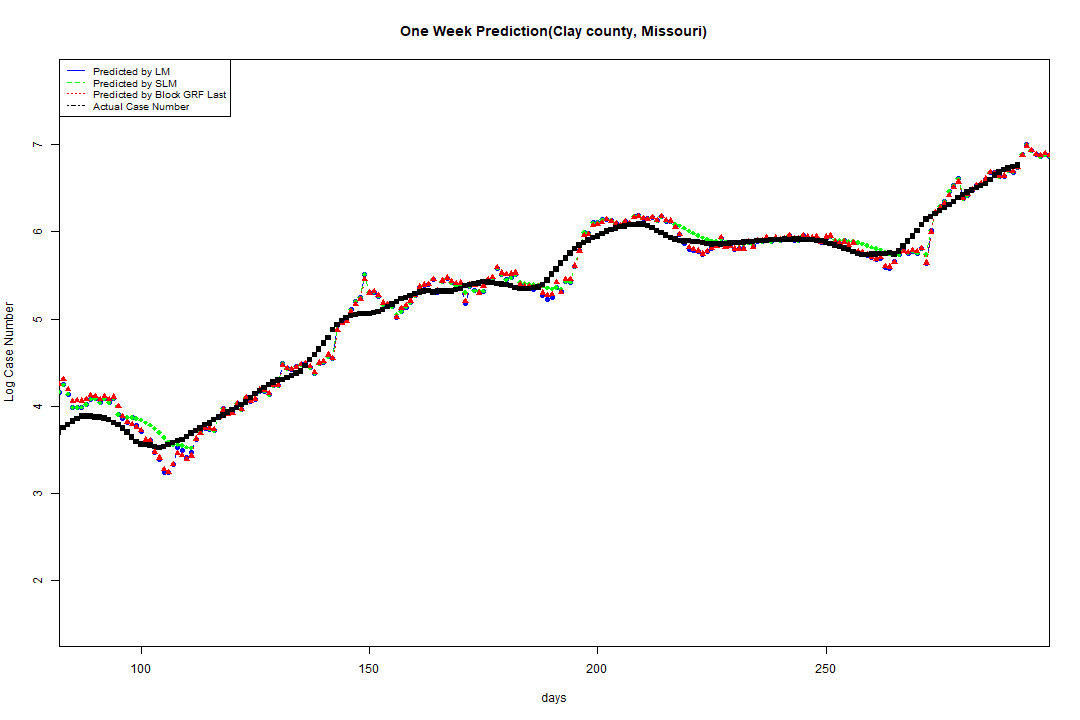 One Week Prediction(Clay county, Missouri)
Predicted by LM
Predicted by SLM
Predicted by Block GRF Last
Actual Case Number
7
6
5
4
3
2
Log Case Number
100 150 200 250
days